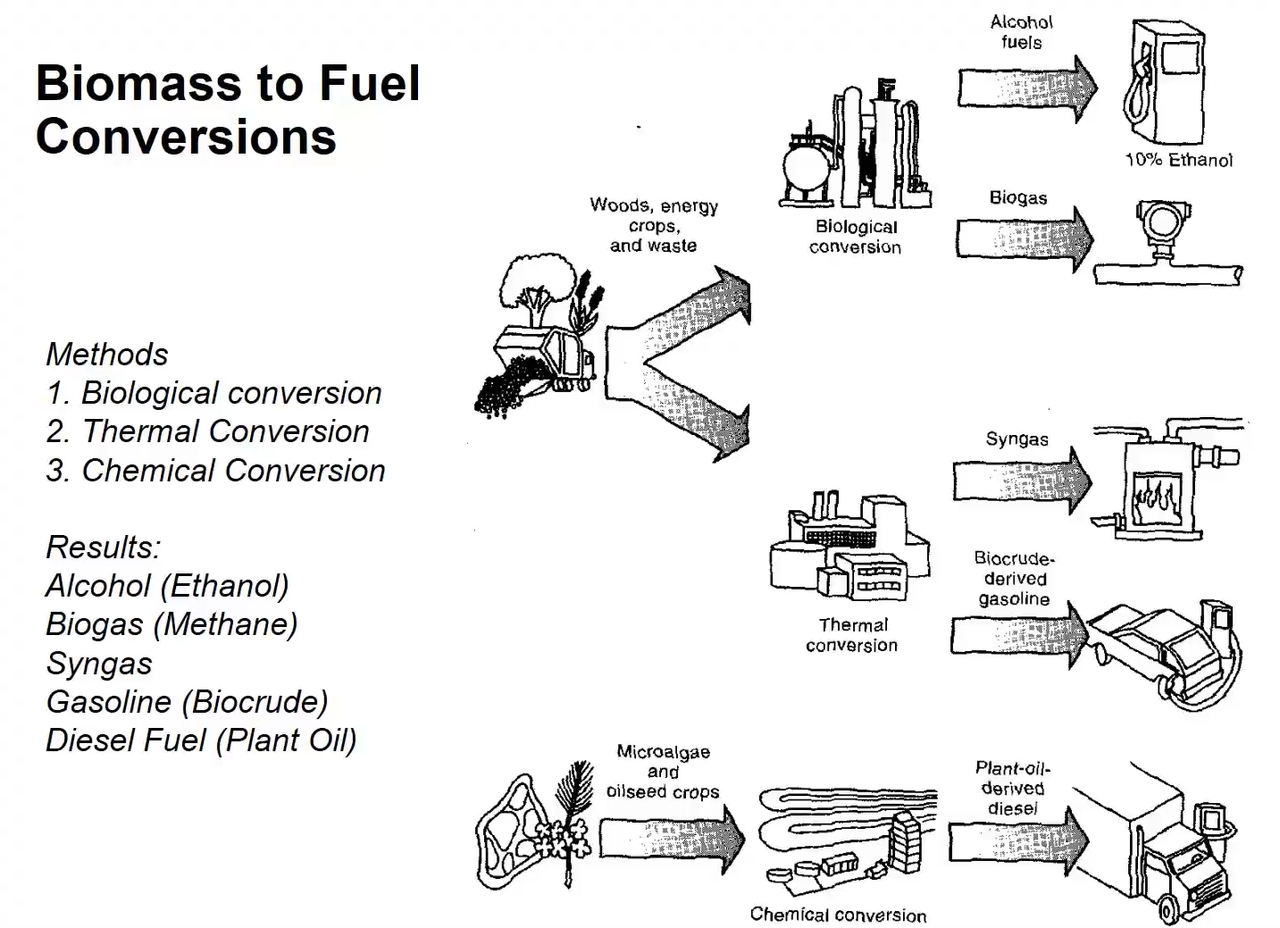 Biomass to Fuel
Conversions
Methods
1. Biological conversion
2. Thermal Conversion
3. Chemical Conversion
Results:
Alcohol (Ethanol)
Biogas (Methane)
Syngas
Gasoline (Biocrude)
Diesel Fuel (Plant Oil)
Woods, energy
crops,
and waste
Biological
conversion
Alcohol
fuels
10% Ethanol
Biogas
Thermal
conversion
Syngas
Biocrude-
derived
gasoline
Microalgae
and
oilseed crops
Chemical conversion
Plant-oil-
derived
diesel